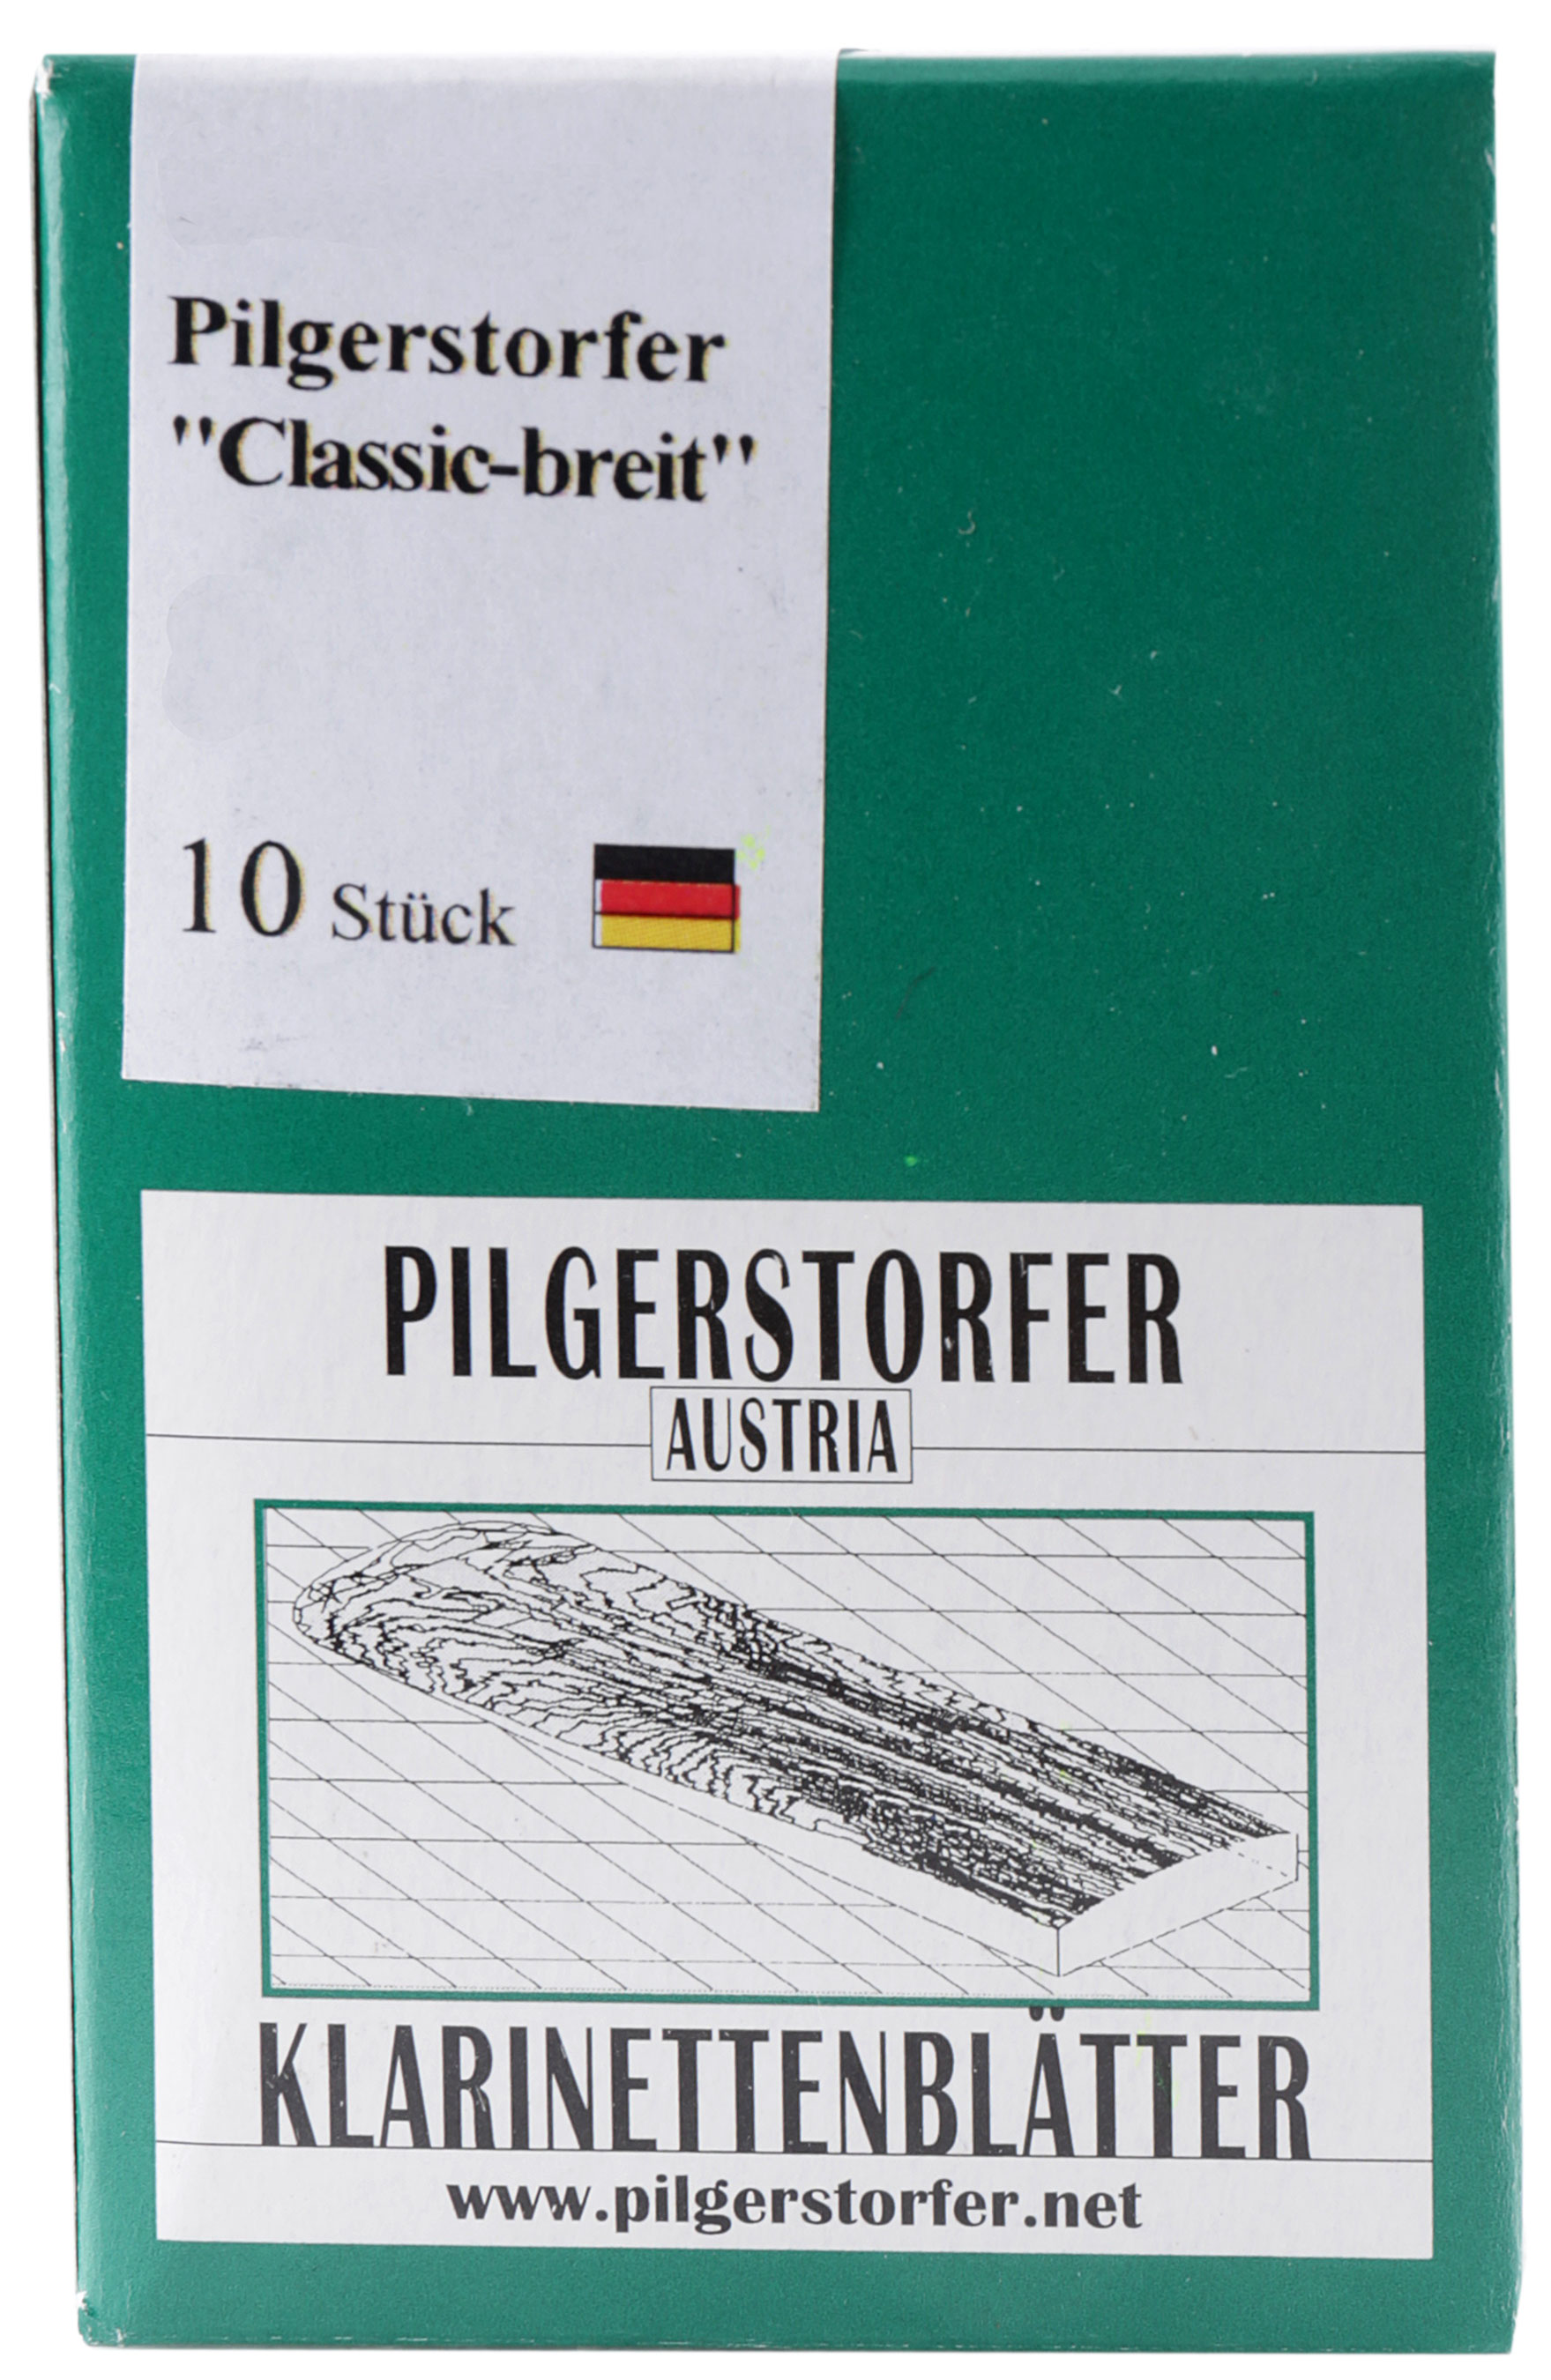 Pilgerstorfer
"Classic-breit"
10 Stück
PILGERSTORFER
AUSTRIA
KLARINETTENBLÄTTER
www.pilgerstorfer.net